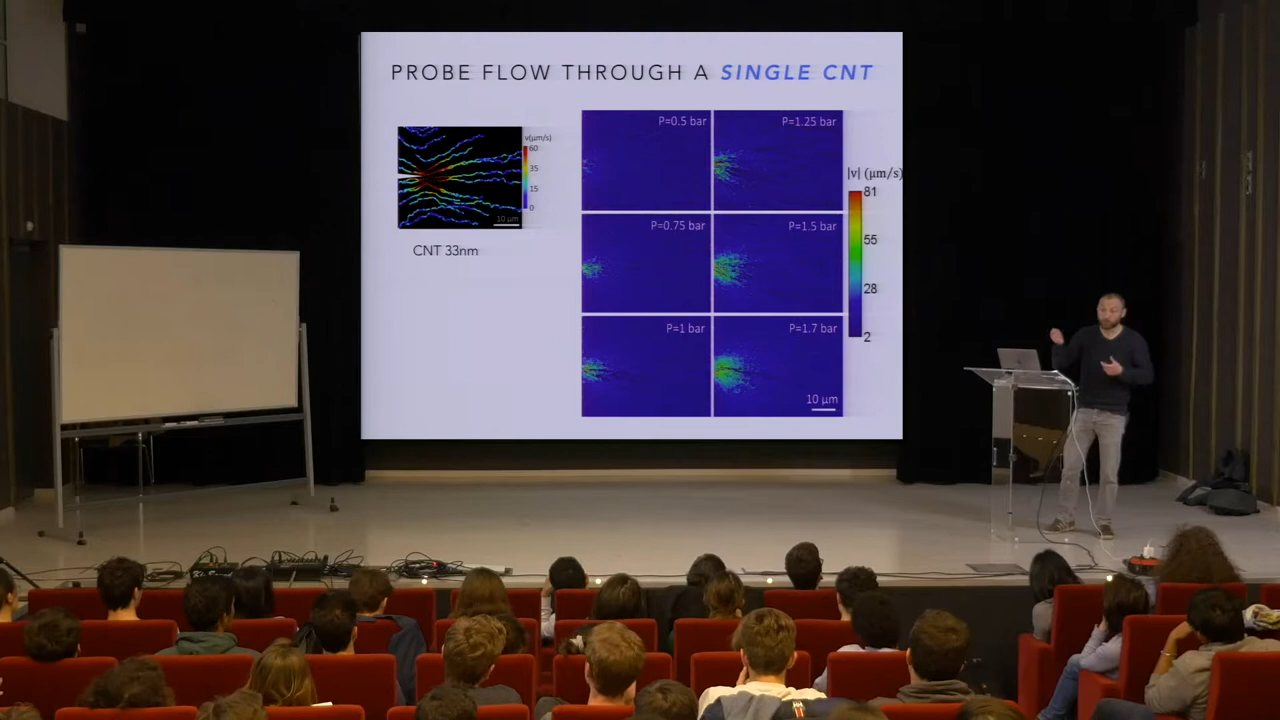 PROBE FLOW THROUGH A SINGLE CNT
v(μm/s)
60
35
15
0
10 μm
CNT 33nm
P=0.5 bar
P=1.25 bar
P=0.75 bar
P=1.5 bar
P=1 bar
P=1.7 bar
10 μm
|v| (μm/s)
81
55
28
2